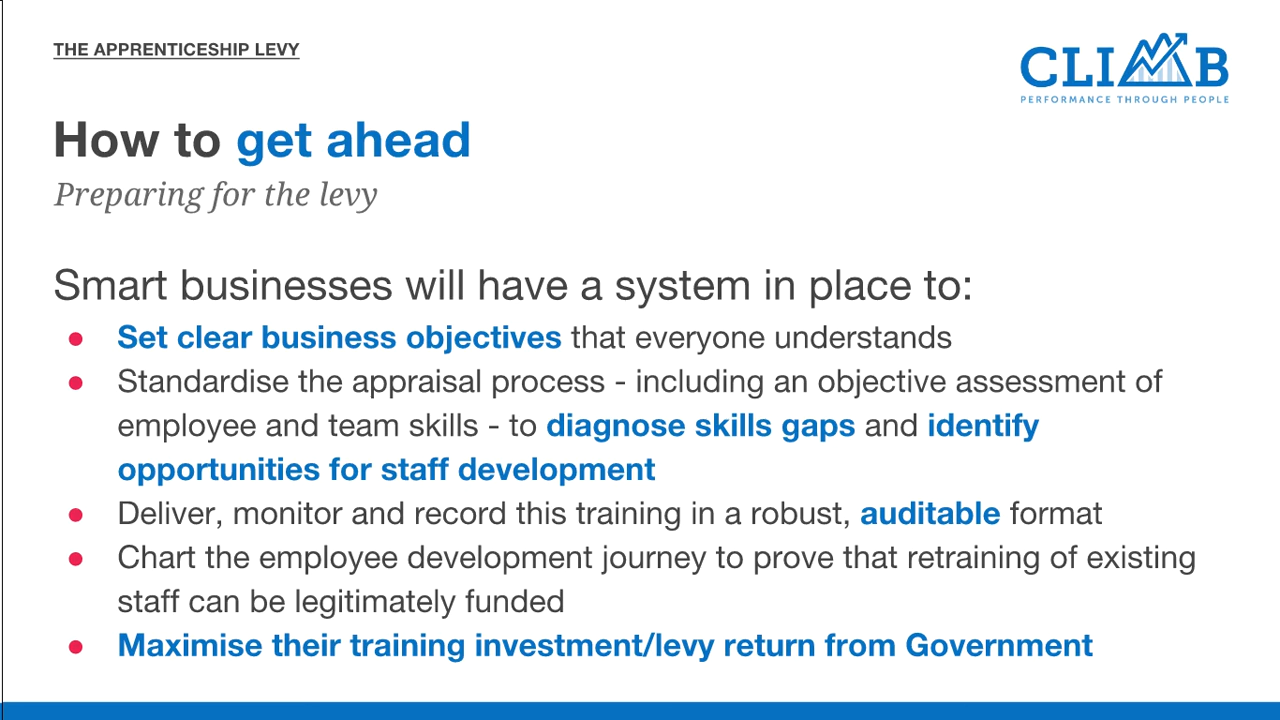 THE APPRENTICESHIP LEVY
CLIMB
PERFORMANCE THROUGH PEOPLE
How to get ahead
Preparing for the levy
Smart businesses will have a system in place to:
● Set clear business objectives that everyone understands
● Standardise the appraisal process - including an objective assessment of
employee and team skills - to diagnose skills gaps and identify
opportunities for staff development
● Deliver, monitor and record this training in a robust, auditable format
● Chart the employee development journey to prove that retraining of existing
staff can be legitimately funded
● Maximise their training investment/levy return from Government